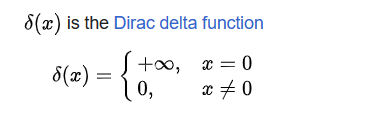 δ(x) is the Dirac delta function
δ(x) = { +∞, x = 0
0, x ≠ 0